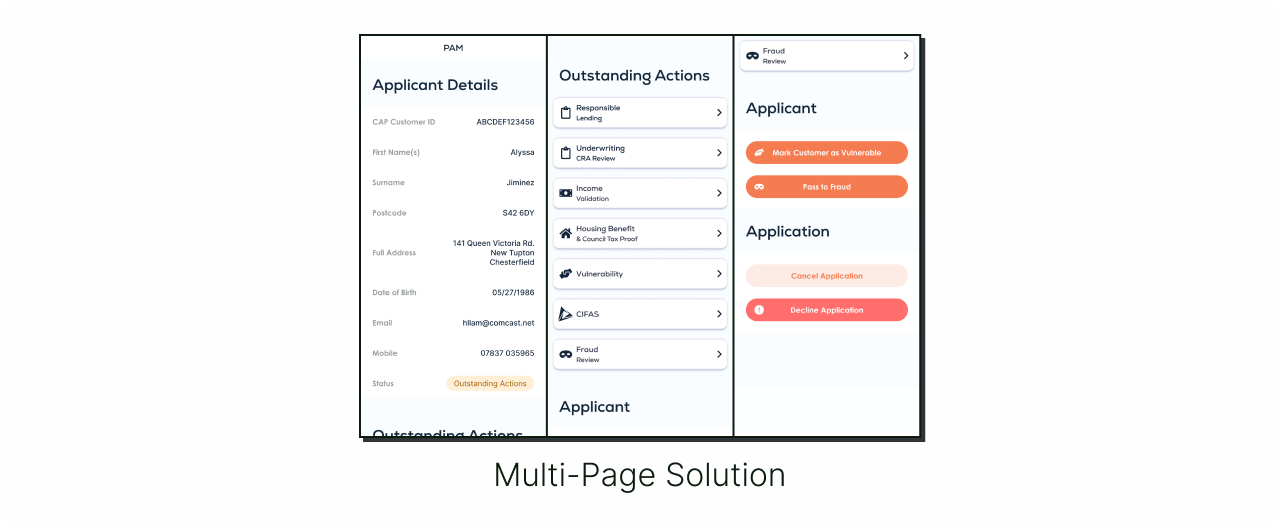 PAM
Applicant Details
CAP Customer ID ABCDEF123456
First Name(s) Alyssa
Surname Jiminez
Postcode S42 6DY
Full Address 141 Queen Victoria Rd.
New Tupton
Chesterfield
Date of Birth 05/27/1986
Email hllam@comcast.net
Mobile 07837 035965
Status Outstanding Actions
Outstanding Actions
Outstanding Actions
Responsible
Lending
Underwriting
CRA Review
Income
Validation
Housing Benefit
& Council Tax Proof
Vulnerability
CIFAS
Fraud
Review
Applicant
Fraud
Review
Applicant
Mark Customer as Vulnerable
Pass to Fraud
Application
Cancel Application
Decline Application
Multi-Page Solution